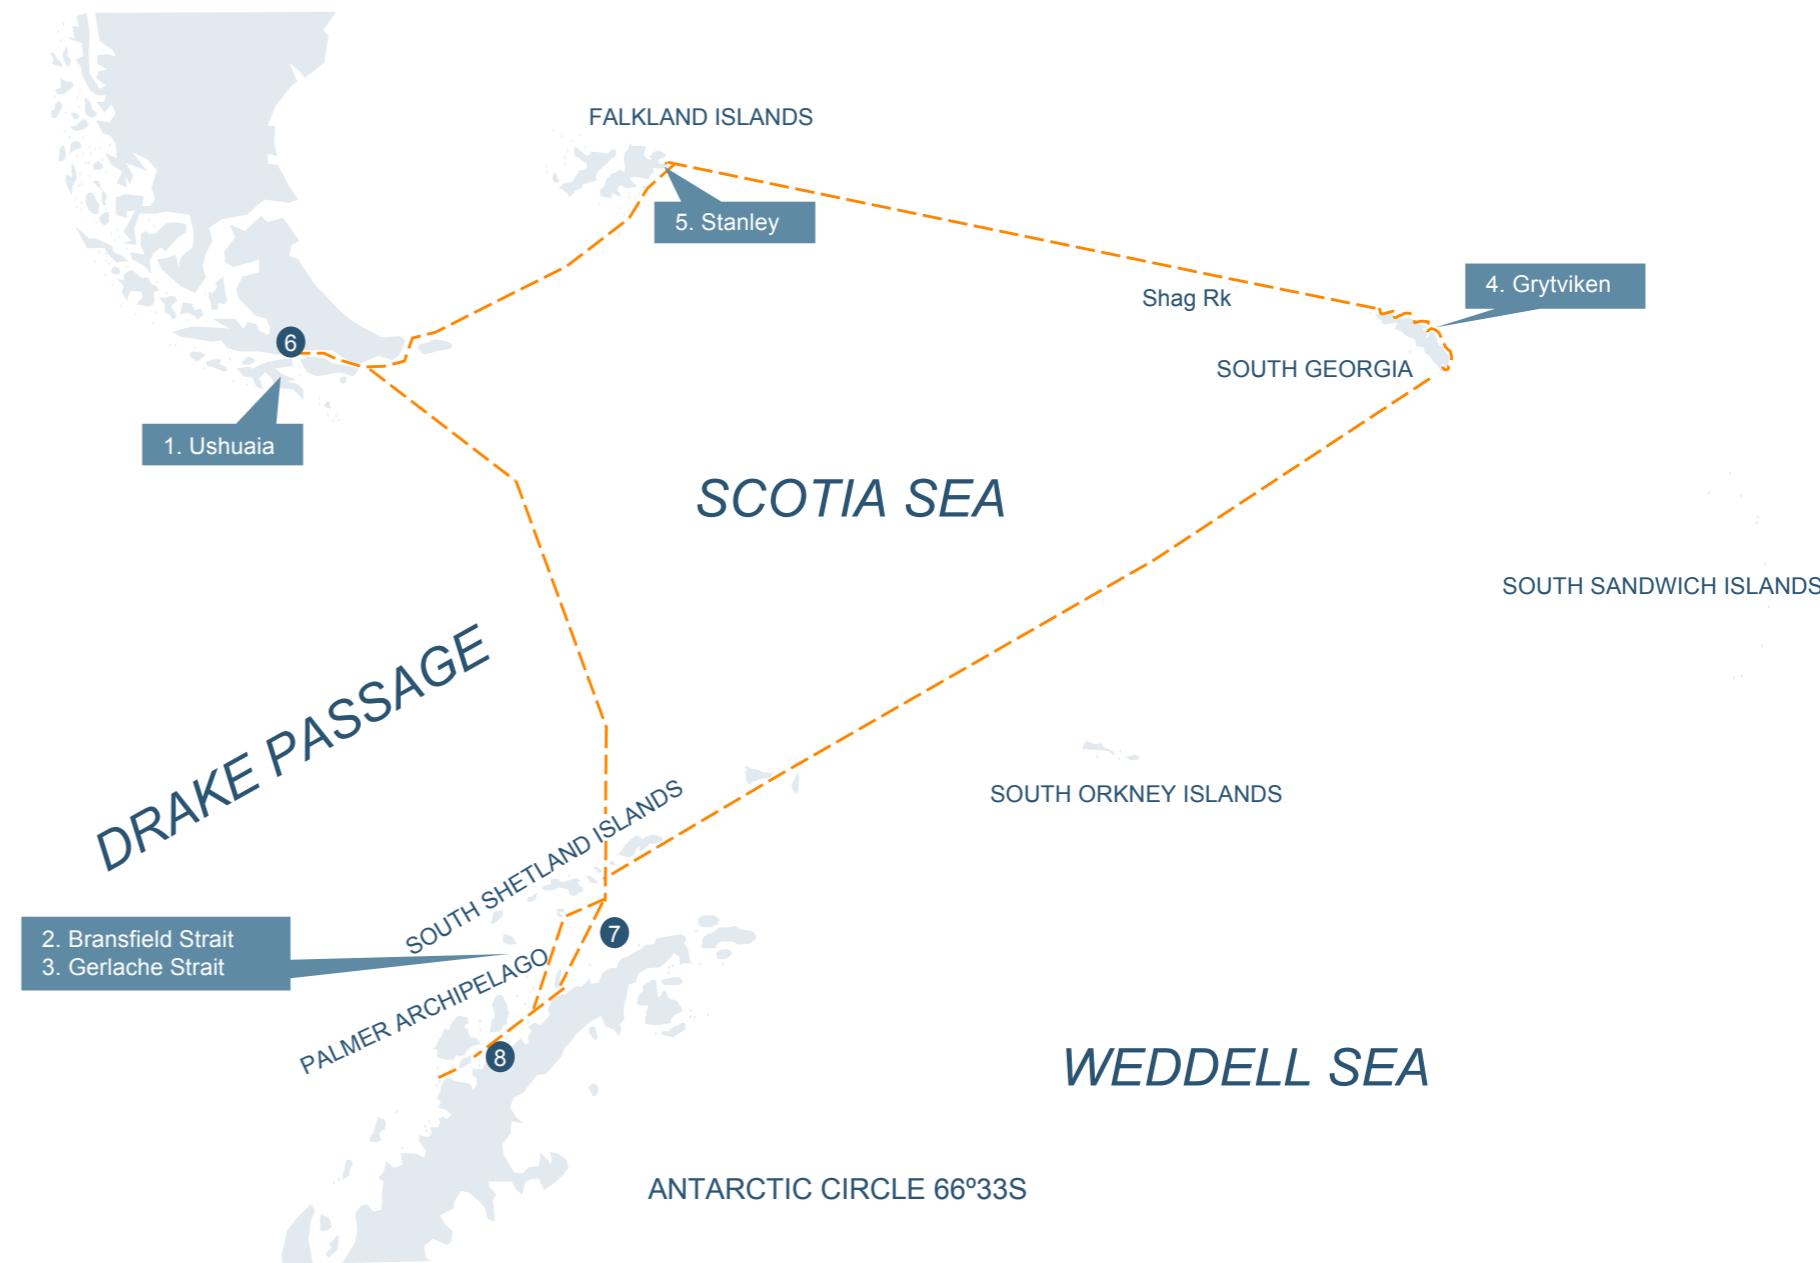 FALKLAND ISLANDS
5. Stanley
4. Grytviken
Shag Rk
6
SOUTH GEORGIA
1. Ushuaia
SCOTIA SEA
SOUTH SANDWICH ISLANDS
DRAKE PASSAGE
SOUTH ORKNEY ISLANDS
SOUTH SHETLAND ISLANDS
7
2. Bransfield Strait
3. Gerlache Strait
PALMER ARCHIPELAGO
8
WEDDELL SEA
ANTARCTIC CIRCLE 66º33S